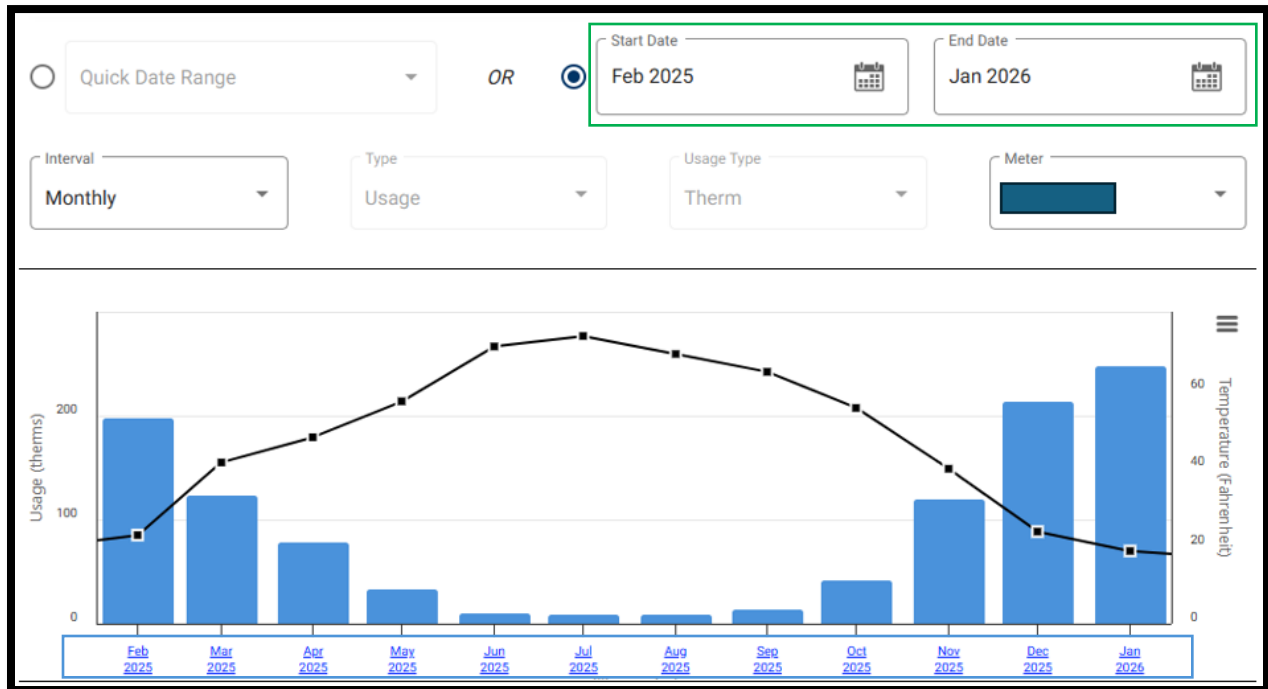 Start Date
End Date
Quick Date Range
OR
Feb 2025
Jan 2026
Interval
Type
Usage Type
Meter
Monthly
Usage
Therm
Usage (therms)
200
100
0
Temperature (Fahrenheit)
60
40
20
0
Feb 2025
Mar 2025
Apr 2025
May 2025
Jun 2025
Jul 2025
Aug 2025
Sep 2025
Oct 2025
Nov 2025
Dec 2025
Jan 2026